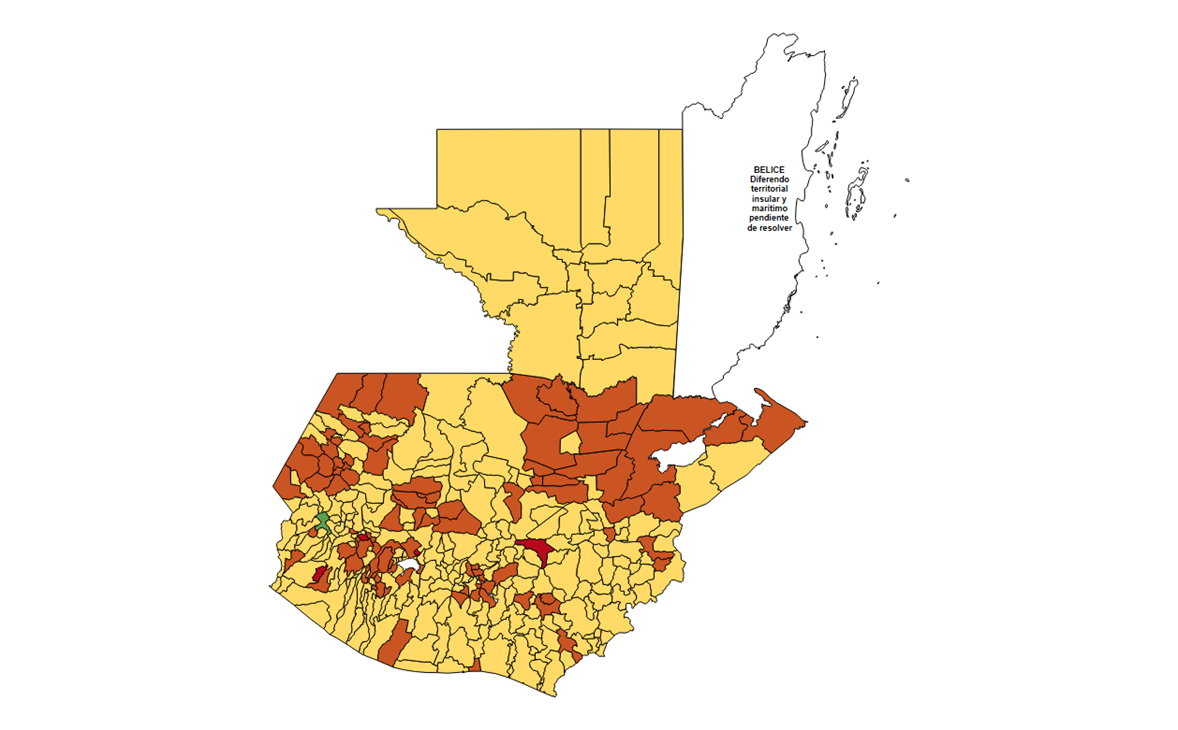 BELICE
Diferendo
territorial
insular y
marítimo
pendiente
de resolver